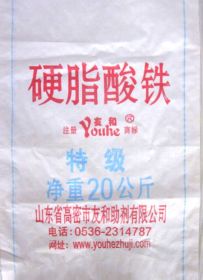 硬脂酸铁
友和
注册 Youhe ® 商标
特级
净重20公斤
山东省高密市友和助剂有限公司
电话:0536-2314787
网址:www.youhezhuji.com